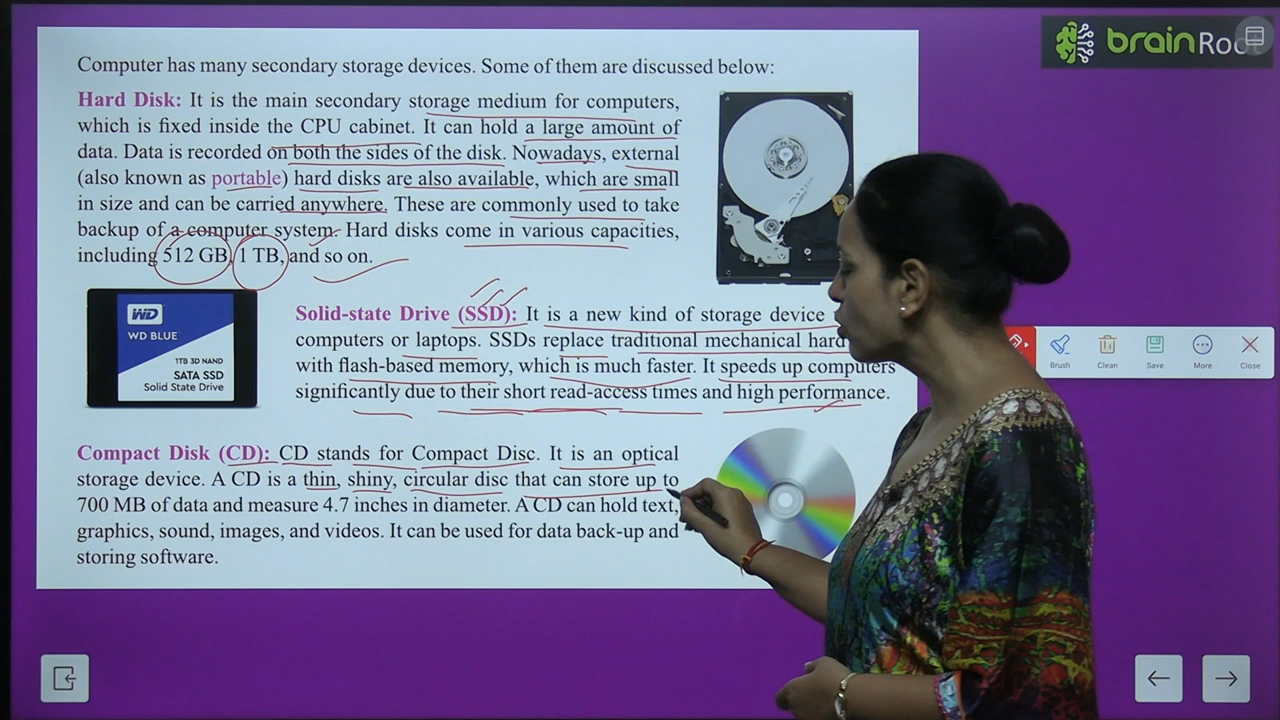 brainRo
Computer has many secondary storage devices. Some of them are discussed below:
Hard Disk: It is the main secondary storage medium for computers,
which is fixed inside the CPU cabinet. It can hold a large amount of
data. Data is recorded on both the sides of the disk. Nowadays, external
(also known as portable) hard disks are also available, which are small
in size and can be carried anywhere. These are commonly used to take
backup of a computer system. Hard disks come in various capacities,
including 512 GB, 1 TB, and so on.
WD
WD BLUE
1TB 3D NAND
SATA SSD
Solid State Drive
Solid-state Drive (SSD): It is a new kind of storage device
computers or laptops. SSDs replace traditional mechanical hard
with flash-based memory, which is much faster. It speeds up computers
significantly due to their short read-access times and high performance.
Brush Clean Save More Close
Compact Disk (CD): CD stands for Compact Disc. It is an optical
storage device. A CD is a thin, shiny, circular disc that can store up to
700 MB of data and measure 4.7 inches in diameter. A CD can hold text,
graphics, sound, images, and videos. It can be used for data back-up and
storing software.